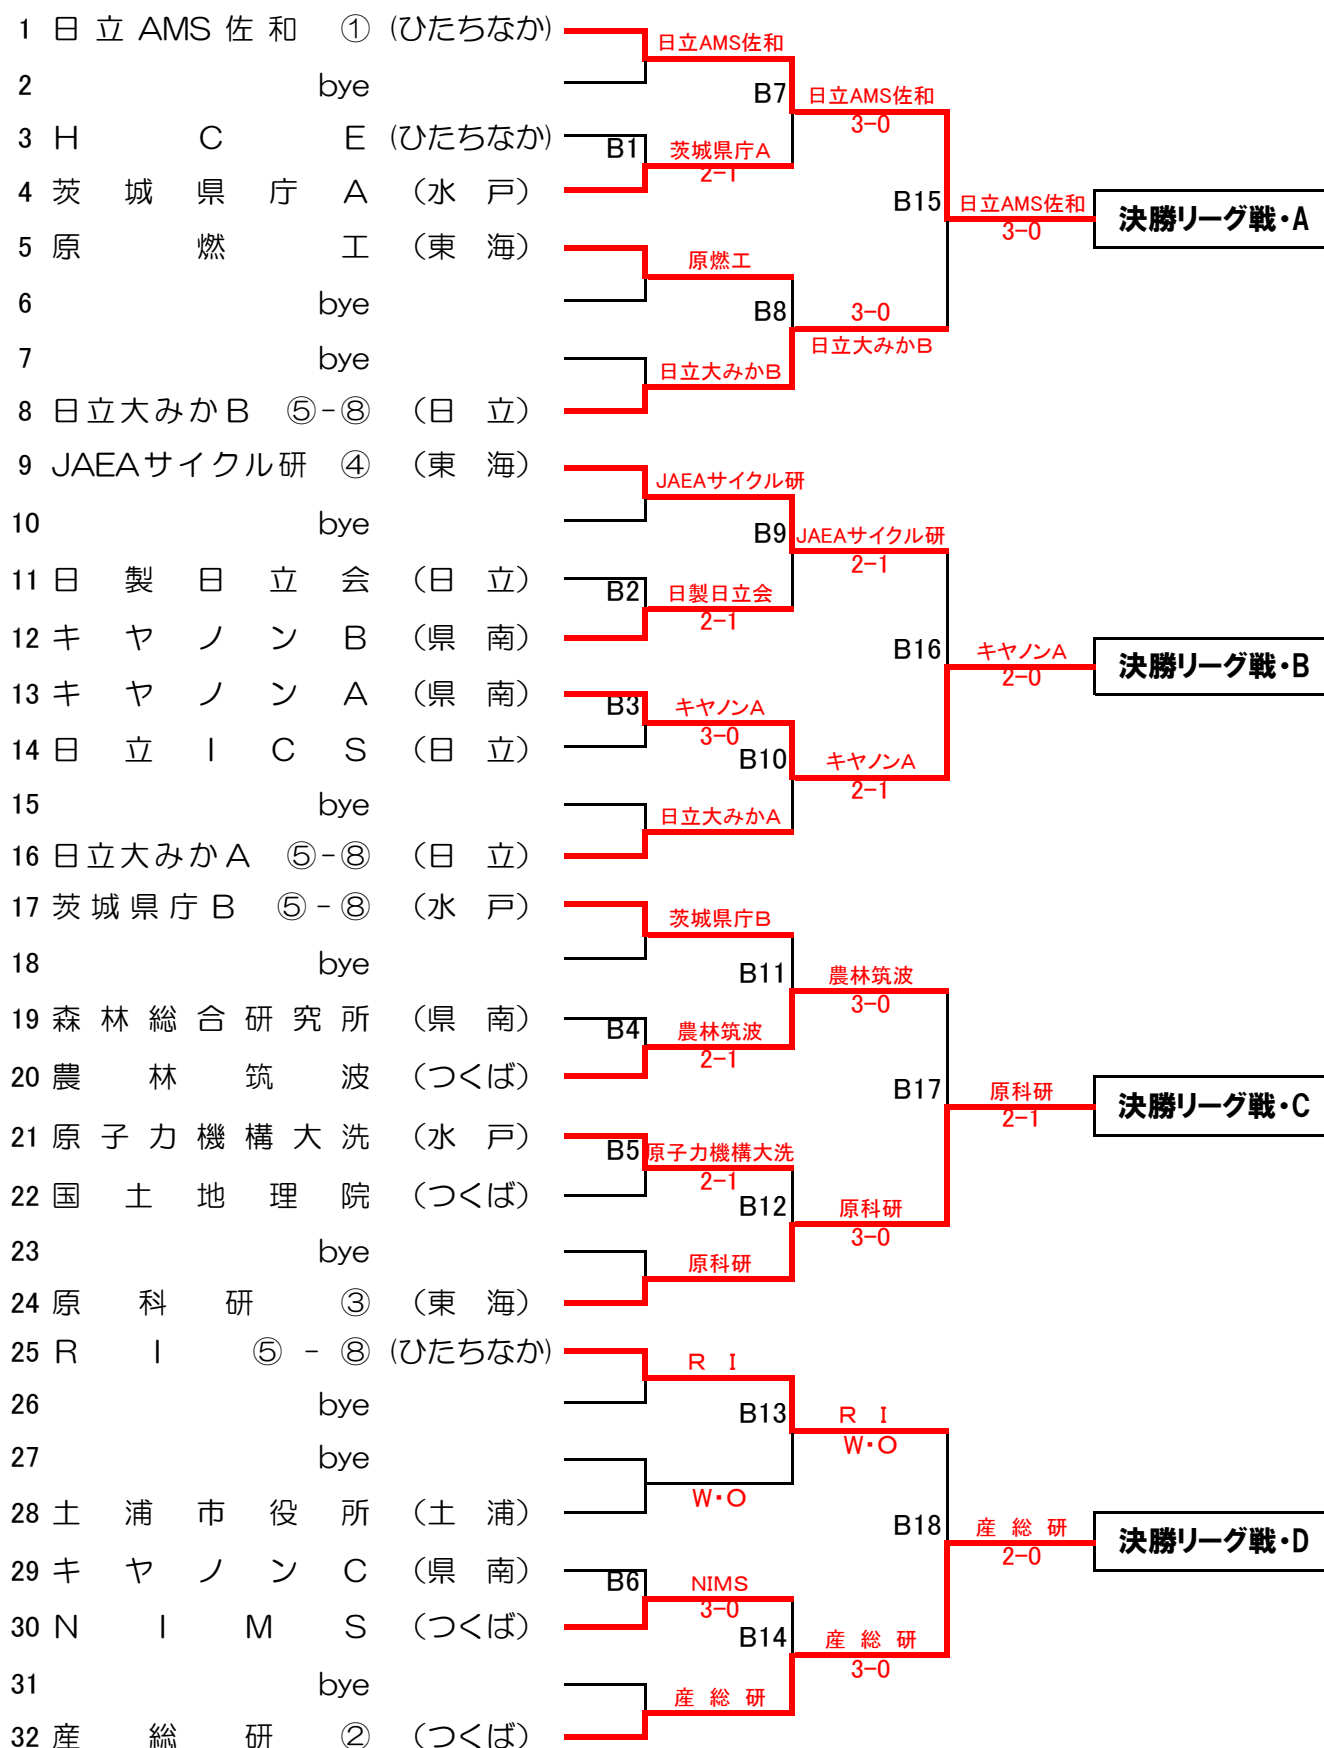 1 日立AMS佐和 ① (ひたちなか)
日立AMS佐和
2 bye
B7 日立AMS佐和
3-0
3 H C E (ひたちなか)
B1 茨城県庁A
2-1
4 茨城県庁A (水戸)
B15 日立AMS佐和
3-0
決勝リーグ戦・A
5 原燃工 (東海)
原燃工
6 bye
B8 3-0
日立大みかB
7 bye
日立大みかB
8 日立大みかB ⑤-⑧ (日立)
9 JAEAサイクル研 ④ (東海)
JAEAサイクル研
10 bye
B9 JAEAサイクル研
2-1
11 日製日立会 (日立)
B2 日製日立会
2-1
12 キヤノンB (県南)
B16 キヤノンA
2-0
決勝リーグ戦・B
13 キヤノンA (県南)
B3 キヤノンA
3-0
14 日立ICS (日立)
B10 キヤノンA
2-1
15 bye
日立大みかA
16 日立大みかA ⑤-⑧ (日立)
17 茨城県庁B ⑤-⑧ (水戸)
茨城県庁B
18 bye
B11 農林筑波
3-0
19 森林総合研究所 (県南)
B4 農林筑波
2-1
20 農林筑波 (つくば)
B17 原科研
2-1
決勝リーグ戦・C
21 原子力機構大洗 (水戸)
B5 原子力機構大洗
2-1
22 国土地理院 (つくば)
B12 原科研
3-0
23 bye
原科研
24 原科研 ③ (東海)
25 R I ⑤-⑧ (ひたちなか)
R I
26 bye
B13 R I
W・O
27 bye
W・O
28 土浦市役所 (土浦)
B18 産総研
2-0
決勝リーグ戦・D
29 キヤノンC (県南)
B6 NIMS
3-0
30 NIMS (つくば)
B14 産総研
3-0
31 bye
産総研
32 産総研 ② (つくば)